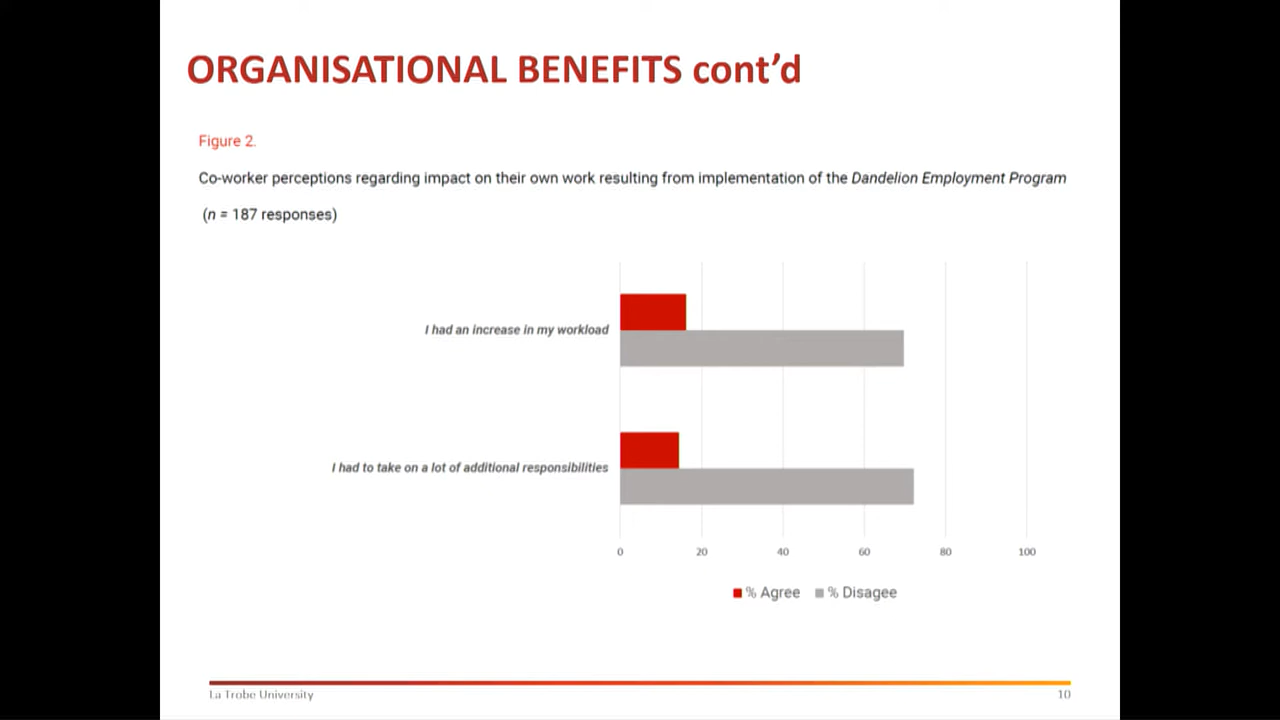 ORGANISATIONAL BENEFITS cont’d
Figure 2.
Co-worker perceptions regarding impact on their own work resulting from implementation of the Dandelion Employment Program
(n = 187 responses)
I had an increase in my workload
I had to take on a lot of additional responsibilities
0 20 40 60 80 100
% Agree % Disagee
La Trobe University 10